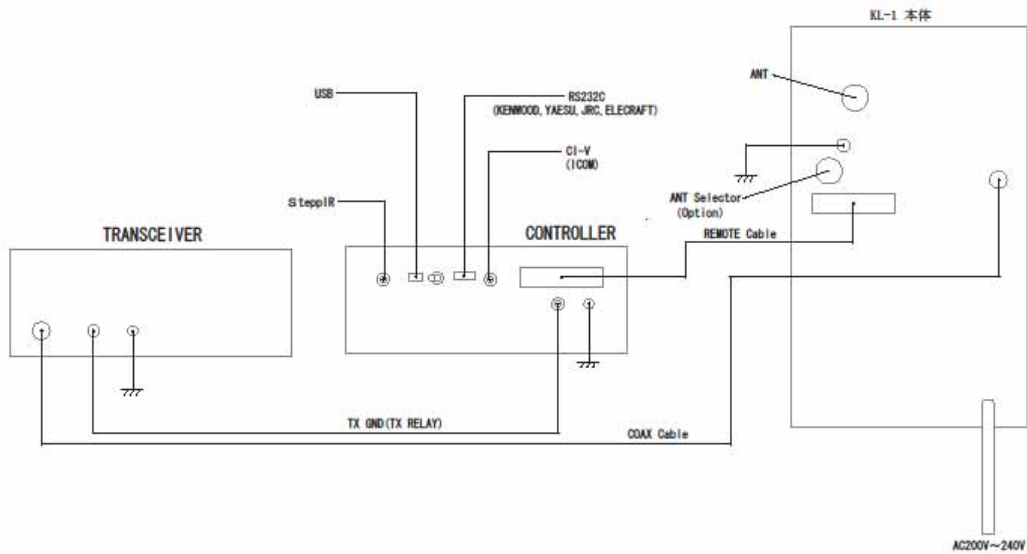 KL-1 本体
ANT
USB
RS232C
(KENWOOD, YAESU, JRC, ELECRAFT)
CI-V
(ICOM)
SteppIR
ANT Selector
(Option)
TRANSCEIVER
CONTROLLER
REMOTE Cable
TX GND(TX RELAY)
COAX Cable
AC200V～240V